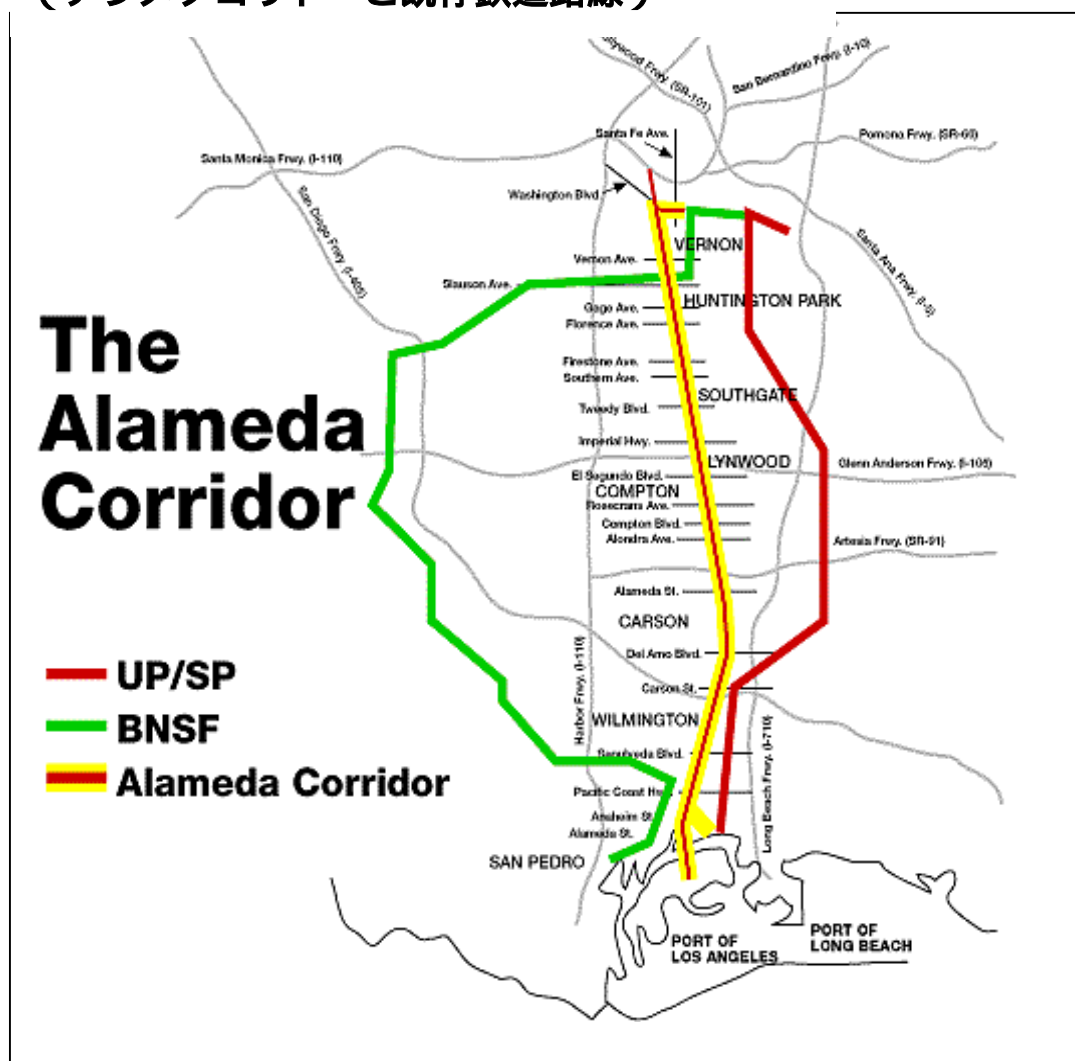 Santa Fe Ave.
San Bernardino Frwy. (I-10)
Pomona Frwy. (SR-60)
Santa Monica Frwy. (I-110)
Washington Blvd.
San Diego Frwy. (I-405)
VERNON
Vernon Ave.
Santa Ana Frwy. (I-5)
Slauson Ave.
HUNTINGTON PARK
Gage Ave.
Florence Ave.
The
Alameda
Corridor
Firestone Ave.
Southern Ave.
SOUTHGATE
Tweedy Blvd.
Imperial Hwy.
LYNWOOD
Glenn Anderson Frwy. (I-105)
El Segundo Blvd.
COMPTON
Rosecrans Ave.
Compton Blvd.
Alondra Ave.
Artesia Frwy. (SR-91)
Alameda St.
CARSON
Del Amo Blvd.
UP/SP
BNSF
Alameda Corridor
Carson St.
Harbor Frwy. (I-110)
WILMINGTON
Long Beach Frwy. (I-710)
Sepulveda Blvd.
Pacific Coast Hwy.
Anaheim St.
Alameda St.
SAN PEDRO
PORT OF
LOS ANGELES
PORT OF
LONG BEACH